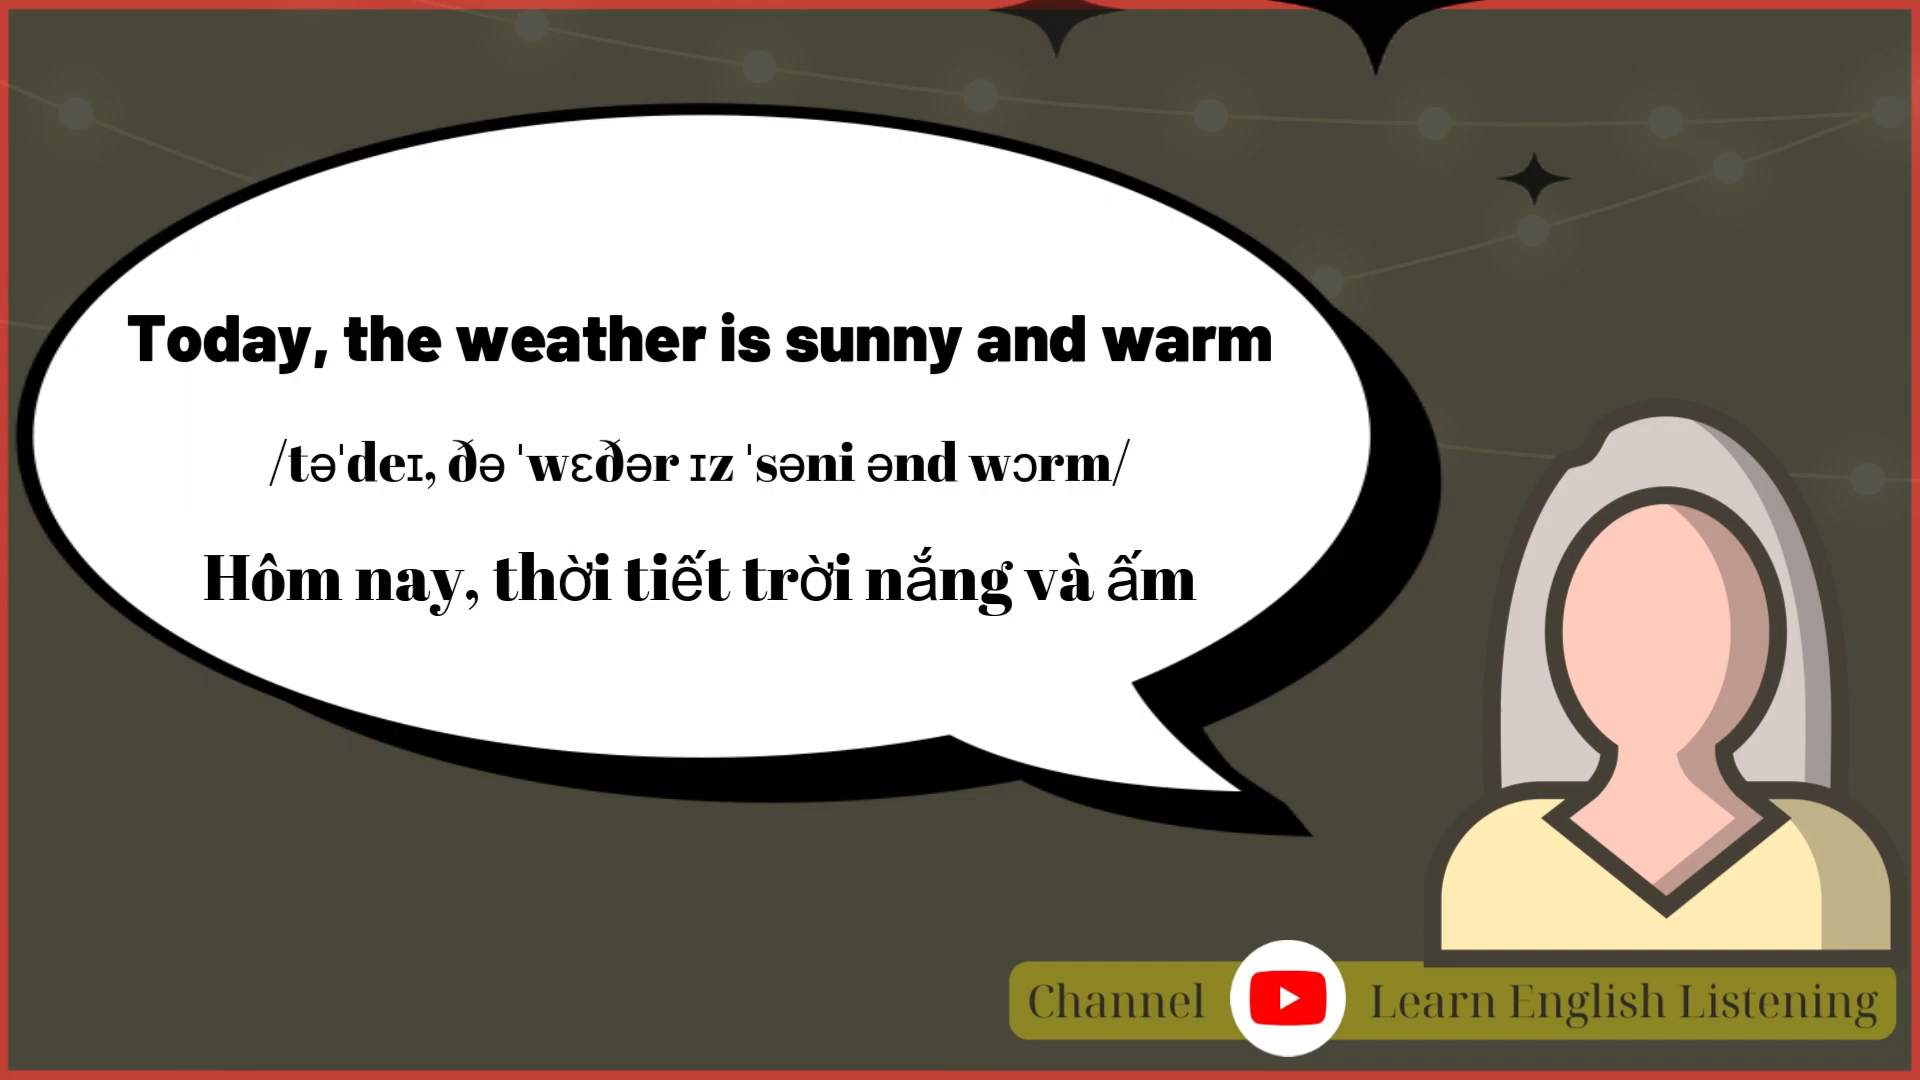 Today, the weather is sunny and warm
/təˈdeɪ, ðə ˈwɛðər ɪz ˈsəni ənd wɔrm/
Hôm nay, thời tiết trời nắng và ấm
Channel Learn English Listening